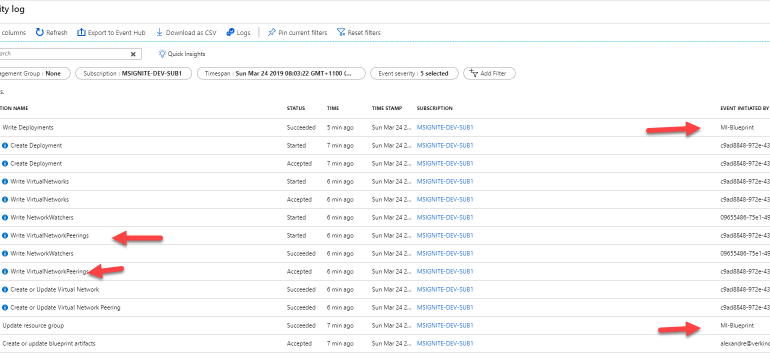 ity log
columns Refresh Export to Event Hub Download as CSV Logs Pin current filters Reset filters
earch Quick Insights
nagement Group : None Subscription : MSIGNITE-DEV-SUB1 Timespan : Sun Mar 24 2019 08:03:22 GMT+1100 (... Event severity : 5 selected Add Filter
s.
TION NAME STATUS TIME TIME STAMP SUBSCRIPTION EVENT INITIATED BY
Write Deployments Succeeded 5 min ago Sun Mar 24 2... MSIGNITE-DEV-SUB1 MI-Blueprint
Create Deployment Started 7 min ago Sun Mar 24 2... MSIGNITE-DEV-SUB1 c9ad8848-972e-43
Create Deployment Accepted 7 min ago Sun Mar 24 2... MSIGNITE-DEV-SUB1 c9ad8848-972e-43
Write VirtualNetworks Started 6 min ago Sun Mar 24 2... MSIGNITE-DEV-SUB1 c9ad8848-972e-43
Write VirtualNetworks Accepted 6 min ago Sun Mar 24 2... MSIGNITE-DEV-SUB1 c9ad8848-972e-43
Write NetworkWatchers Started 6 min ago Sun Mar 24 2... MSIGNITE-DEV-SUB1 09655486-75e1-49
Write VirtualNetworkPeerings Started 6 min ago Sun Mar 24 2... MSIGNITE-DEV-SUB1 c9ad8848-972e-43
Write NetworkWatchers Succeeded 6 min ago Sun Mar 24 2... MSIGNITE-DEV-SUB1 09655486-75e1-49
Write VirtualNetworkPeerings Accepted 6 min ago Sun Mar 24 2... MSIGNITE-DEV-SUB1 c9ad8848-972e-43
Create or Update Virtual Network Succeeded 6 min ago Sun Mar 24 2... MSIGNITE-DEV-SUB1 c9ad8848-972e-43
Create or Update Virtual Network Peering Succeeded 6 min ago Sun Mar 24 2... MSIGNITE-DEV-SUB1 c9ad8848-972e-43
Update resource group Succeeded 7 min ago Sun Mar 24 2... MSIGNITE-DEV-SUB1 MI-Blueprint
Create or update blueprint artifacts Accepted 7 min ago Sun Mar 24 2... MSIGNITE-DEV-SUB1 alexandre@verkinc